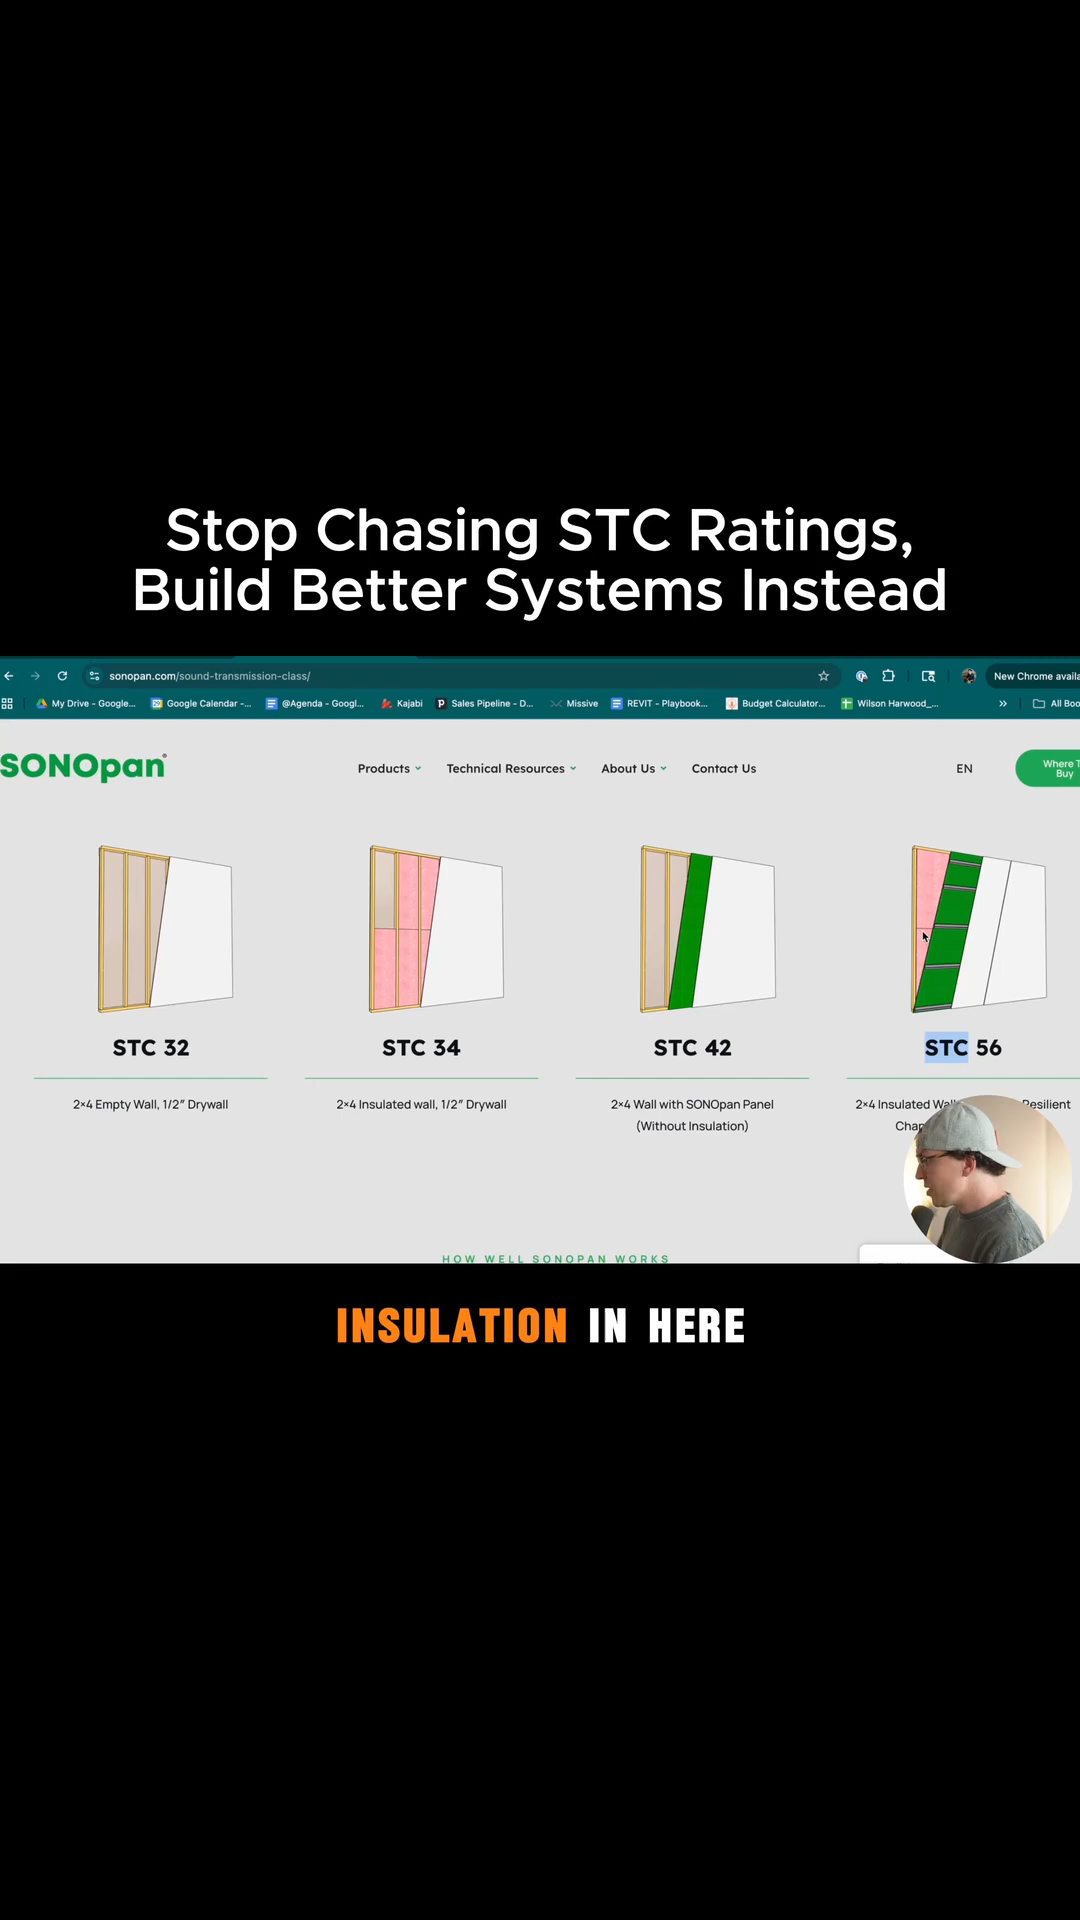 Stop Chasing STC Ratings,
Build Better Systems Instead
sonopan.com/sound-transmission-class/
New Chrome availa
My Drive - Google...
Google Calendar -...
@Agenda - Googl...
Kajabi
Sales Pipeline - D...
Missive
REVIT - Playbook...
Budget Calculator...
Wilson Harwood_...
»
All Boo
SONOpan®
Products
Technical Resources
About Us
Contact Us
EN
Where T
Buy
STC 32
2×4 Empty Wall, 1/2" Drywall
STC 34
2×4 Insulated wall, 1/2" Drywall
STC 42
2×4 Wall with SONOpan Panel
(Without Insulation)
STC 56
2×4 Insulated Wal Resilient
Chan
HOW WELL SONOPAN WORKS
INSULATION IN HERE